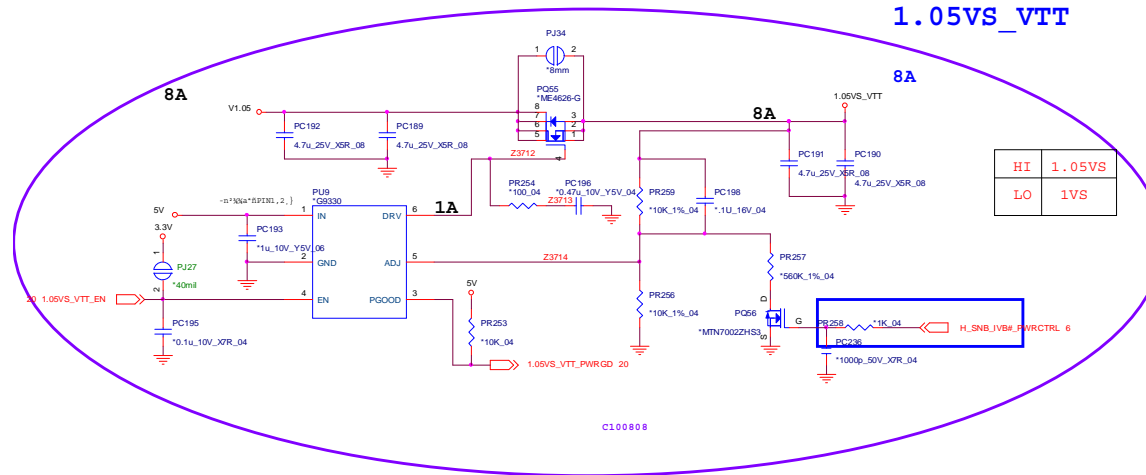 1.05VS_VTT
PJ34
1 2
*8mm
8A
8A
PQ55
*ME4626-G
1.05VS_VTT
V1.05
8
7
6
5
3
2
1
8A
PC192
4.7u_25V_X5R_08
PC189
4.7u_25V_X5R_08
Z3712
4
PC191
4.7u_25V_X5R_08
PC190
4.7u_25V_X5R_08
HI 1.05VS
LO 1VS
PR254
*100_04
Z3713
PC196
*0.47u_10V_Y5V_04
PR259
*10K_1%_04
PC198
*.1U_16V_04
PU9
*G9330
PIN1,2
5V
1 IN
DRV 6
1A
3.3V
PC193
*1u_10V_Y5V_06
1
PJ27
*40mil
2
2 GND
ADJ 5
Z3714
PR257
*560K_1%_04
20 1.05VS_VTT_EN
4 EN
PGOOD 3
5V
PR256
*10K_1%_04
D
PQ56
G
S
*MTN7002ZHS3
PR258
*1K_04
H_SNB_IVB#_PWRCTRL 6
PC195
*0.1u_10V_X7R_04
PR253
*10K_04
PC236
*1000p_50V_X7R_04
1.05VS_VTT_PWRGD 20
C100808